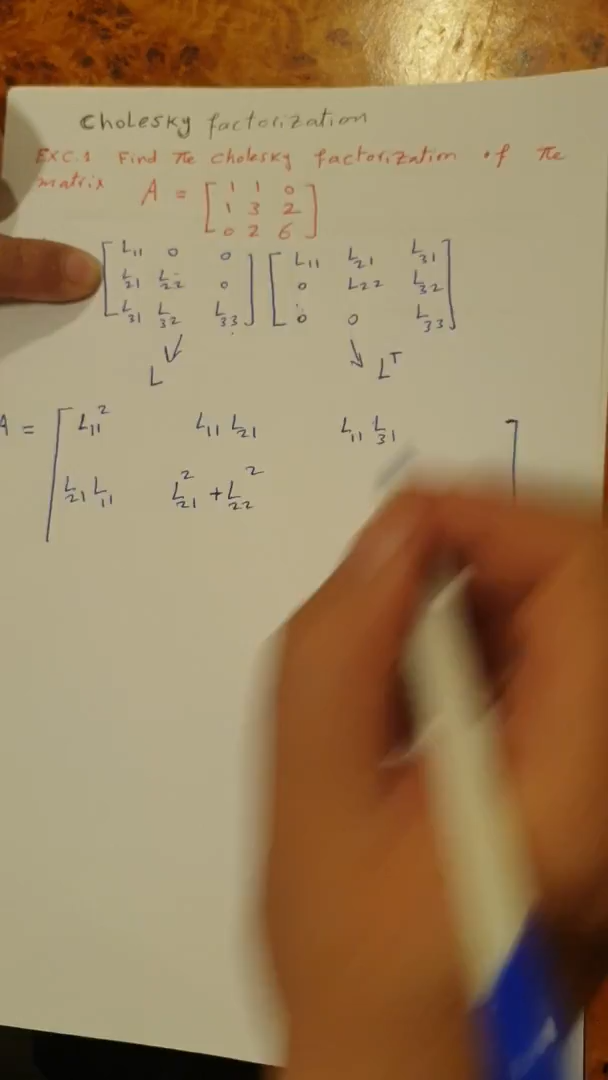 Cholesky factorization
EXC.1 Find the cholesky factorization of the
matrix A = [ 1 1 0
1 3 2
0 2 6 ]
[ L11 0 0 ] [ L11 L21 L31 ]
[ L21 L22 0 ] [ 0 L22 L32 ]
[ L31 L32 L33 ] [ 0 0 L33 ]
L L^T
A = [ L11^2 L11 L21 L11 L31 ]
L21 L11 L21^2 + L22^2